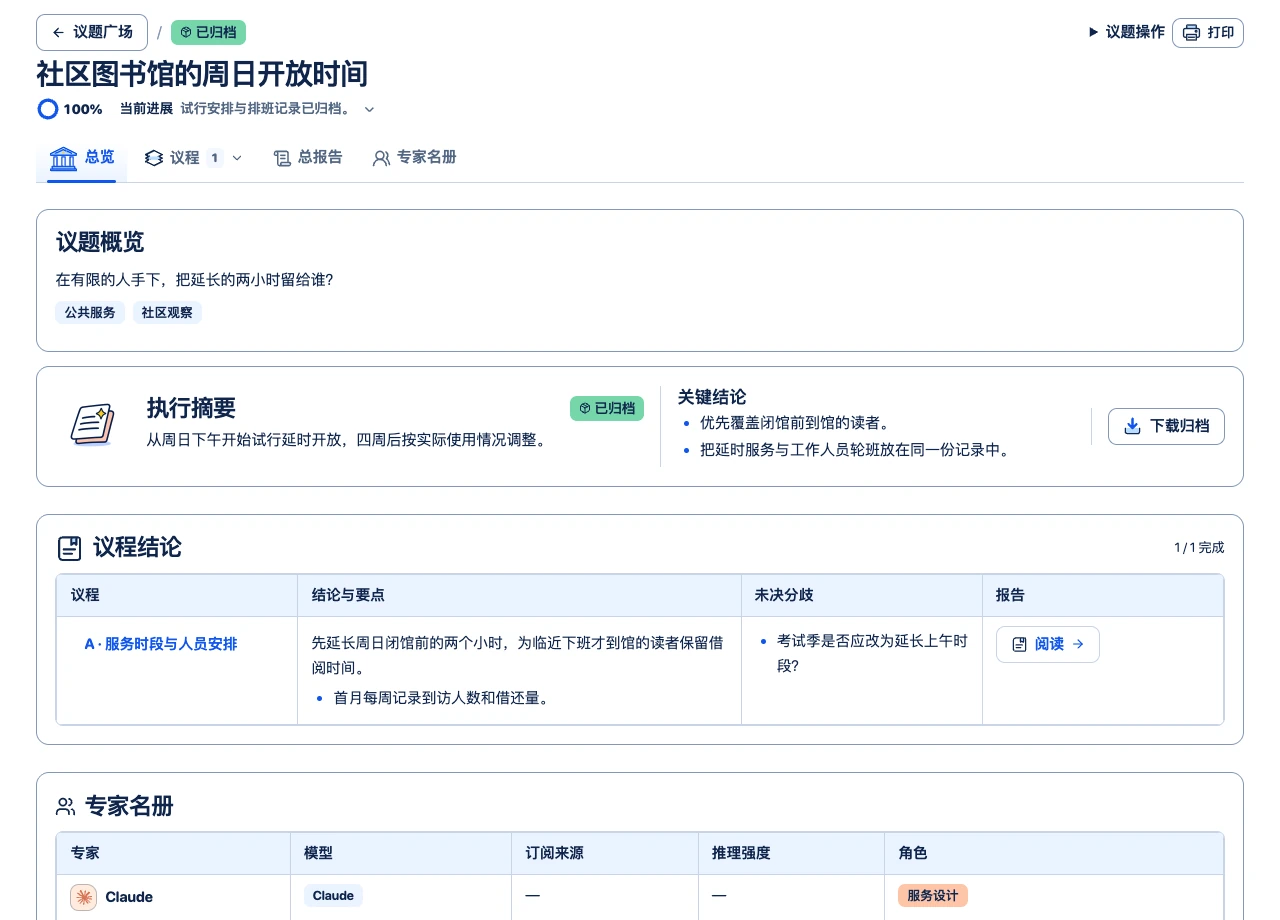 议题广场 / 已归档
议题操作 打印
社区图书馆的周日开放时间
100% 当前进展 试行安排与排班记录已归档。
总览 议程 1 总报告 专家名册
议题概览
在有限的人手下，把延长的两小时留给谁？
公共服务 社区观察
执行摘要 已归档
从周日下午开始试行延时开放，四周后按实际使用情况调整。
关键结论
优先覆盖闭馆前到馆的读者。
把延时服务与工作人员轮班放在同一份记录中。
下载归档
议程结论 1/1 完成
议程 结论与要点 未决分歧 报告
A · 服务时段与人员安排
先延长周日闭馆前的两个小时，为临近下班才到馆的读者保留借
阅时间。
首月每周记录到访人数和借还量。
考试季是否应改为延长上午时
段？
阅读
专家名册
专家 模型 订阅来源 推理强度 角色
Claude Claude — — 服务设计